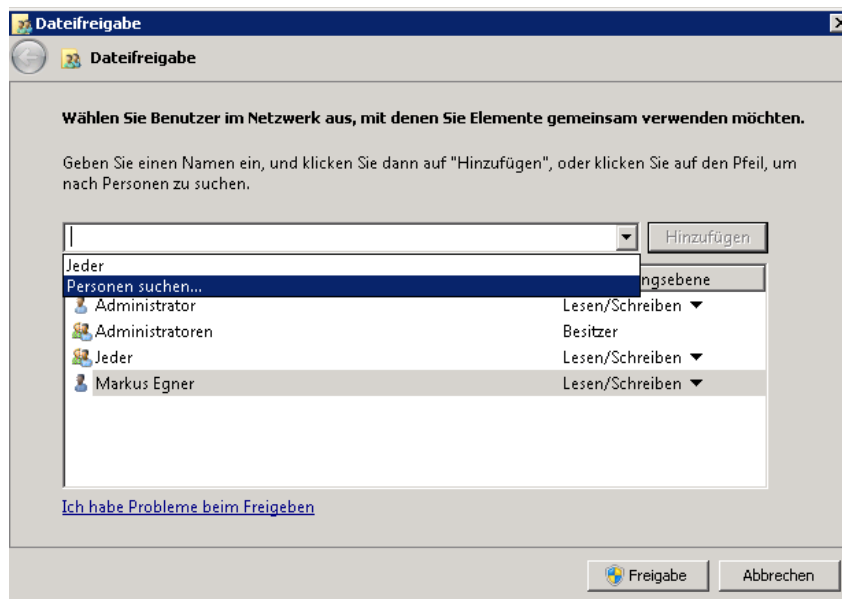 Dateifreigabe
Dateifreigabe
Wählen Sie Benutzer im Netzwerk aus, mit denen Sie Elemente gemeinsam verwenden möchten.
Geben Sie einen Namen ein, und klicken Sie dann auf "Hinzufügen", oder klicken Sie auf den Pfeil, um
nach Personen zu suchen.
Hinzufügen
Jeder
Personen suchen...
ngsebene
Administrator Lesen/Schreiben
Administratoren Besitzer
Jeder Lesen/Schreiben
Markus Egner Lesen/Schreiben
Ich habe Probleme beim Freigeben
Freigabe Abbrechen